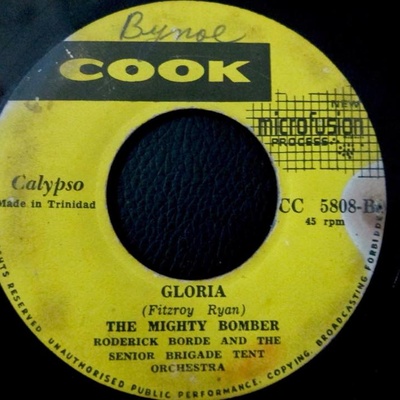 Bynoe
COOK
NEW
microfusion
PROCESS
Calypso
Made in Trinidad
CC 5808-B
45 rpm
GLORIA
(Fitzroy Ryan)
THE MIGHTY BOMBER
RODERICK BORDE AND THE
SENIOR BRIGADE TENT
ORCHESTRA
RIGHTS RESERVED UNAUTHORISED PUBLIC PERFORMANCE, COPYING, BROADCASTING FORBIDDEN